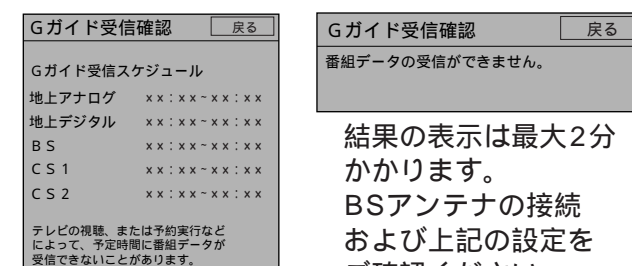 Gガイド受信確認 戻る
Gガイド受信スケジュール
地上アナログ xx:xx~xx:xx
地上デジタル xx:xx~xx:xx
BS xx:xx~xx:xx
CS1 xx:xx~xx:xx
CS2 xx:xx~xx:xx
テレビの視聴、または予約実行など
によって、予定時間に番組データが
受信できないことがあります。
Gガイド受信確認 戻る
番組データの受信ができません。
結果の表示は最大2分
かかります。
BSアンテナの接続
および上記の設定を